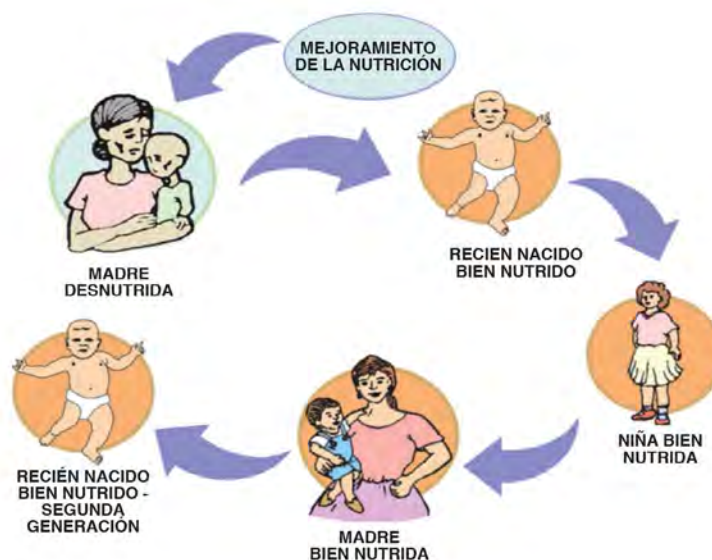 MEJORAMIENTO
DE LA NUTRICIÓN
MADRE
DESNUTRIDA
RECIEN NACIDO
BIEN NUTRIDO
NIÑA BIEN
NUTRIDA
MADRE
BIEN NUTRIDA
RECIÉN NACIDO
BIEN NUTRIDO -
SEGUNDA
GENERACIÓN